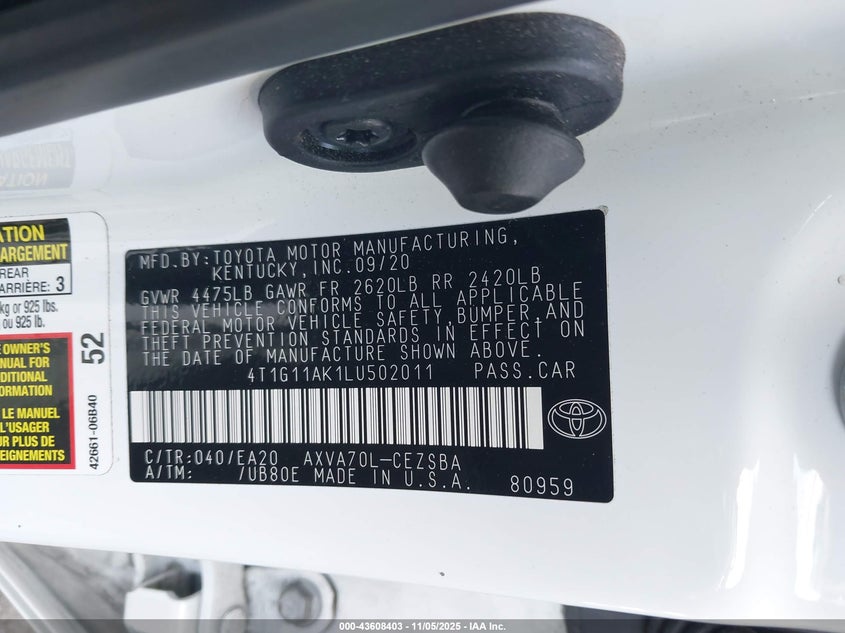 ATION
ARGEMENT
REAR
ARRIÈRE: 3
kg or 925 lbs.
ou 925 lb.
OWNER'S
NUAL FOR
DITIONAL
FORMATION
LE MANUEL
L'USAGER
UR PLUS DE
SEIGNEMENTS
52
42661-06B40
MFD.BY:TOYOTA MOTOR MANUFACTURING,
KENTUCKY, INC.09/20
GVWR 4475LB GAWR FR 2620LB RR 2420LB
THIS VEHICLE CONFORMS TO ALL APPLICABLE
FEDERAL MOTOR VEHICLE SAFETY, BUMPER, AND
THEFT PREVENTION STANDARDS IN EFFECT ON
THE DATE OF MANUFACTURE SHOWN ABOVE.
4T1G11AK1LU502011 PASS.CAR
C/TR:040/EA20 AXVA70L-CEZSBA
A/TM: /UB80E MADE IN U.S.A. 80959
000-43608403 - 11/05/2025 - IAA Inc.